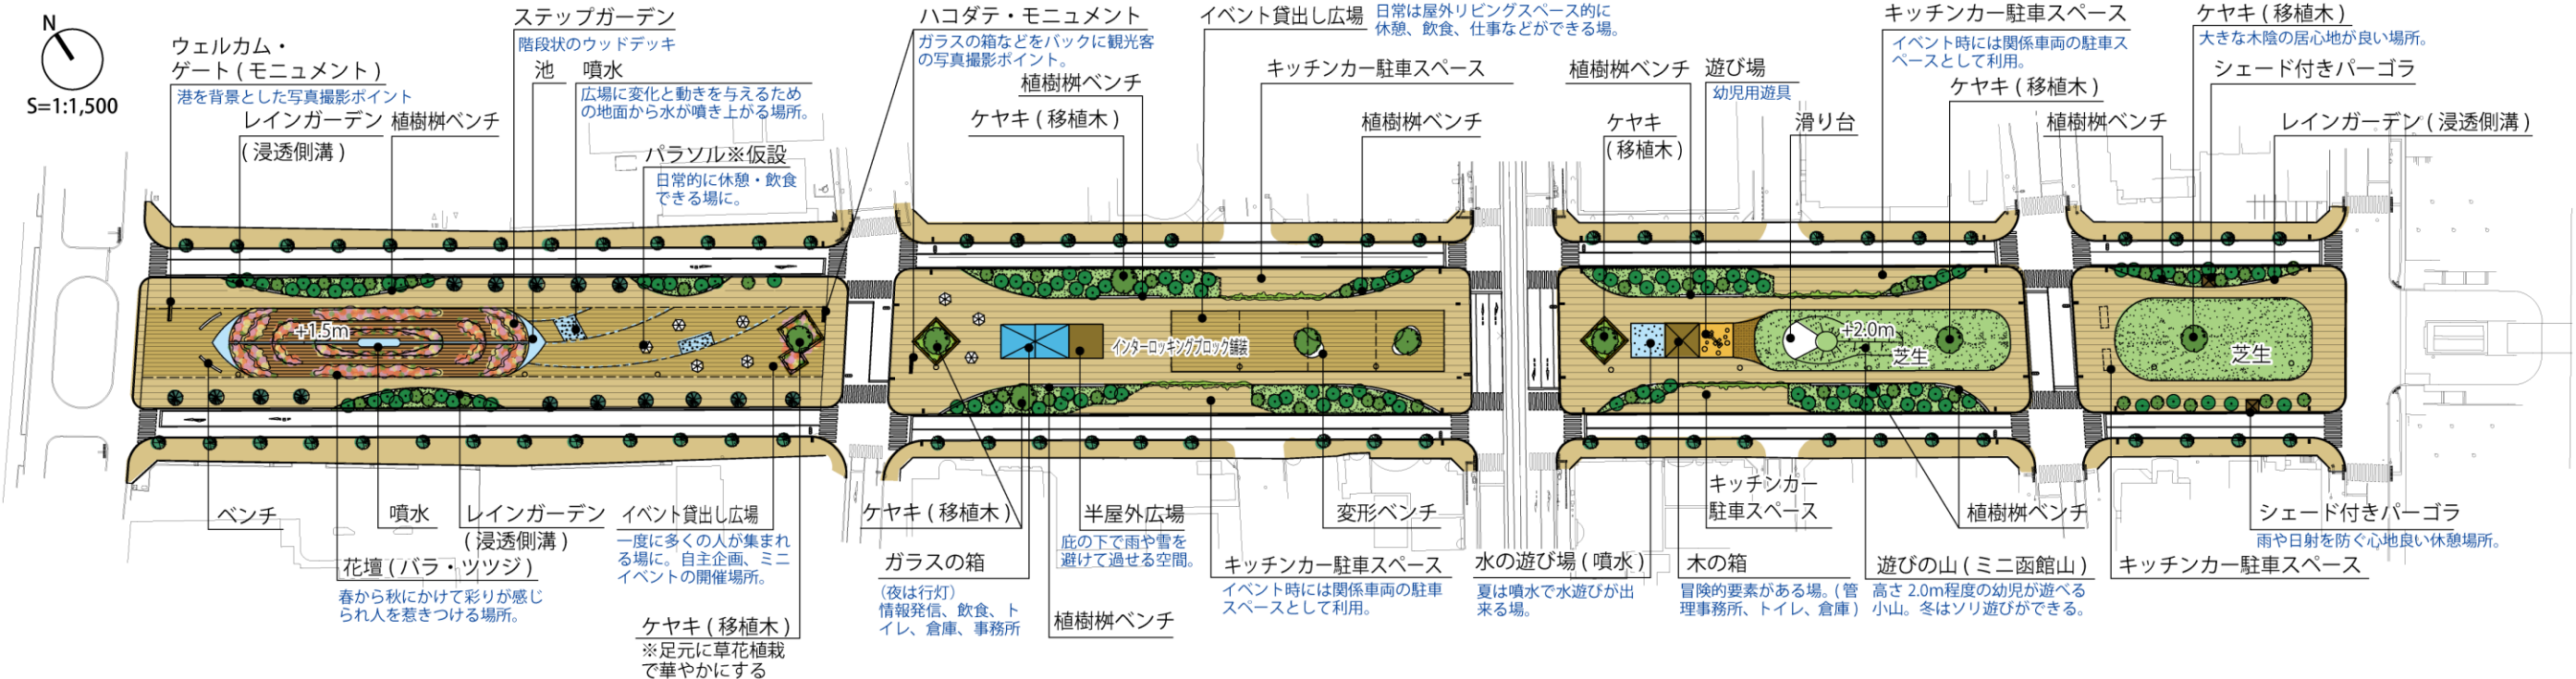 N
S=1:1,500
ウェルカム・
ゲート(モニュメント)
港を背景とした写真撮影ポイント
レインガーデン
(浸透側溝)
植樹桝ベンチ
ステップガーデン
階段状のウッドデッキ
池
噴水
広場に変化と動きを与えるため
の地面から水が噴き上がる場所。
パラソル※仮設
日常的に休憩・飲食
できる場に。
ハコダテ・モニュメント
ガラスの箱などをバックに観光客
の写真撮影ポイント。
植樹桝ベンチ
ケヤキ(移植木)
イベント貸出し広場
日常は屋外リビングスペース的に
休憩、飲食、仕事などができる場。
キッチンカー駐車スペース
植樹桝ベンチ
植樹桝ベンチ
遊び場
幼児用遊具
ケヤキ
(移植木)
滑り台
キッチンカー駐車スペース
イベント時には関係車両の駐車ス
ペースとして利用。
ケヤキ(移植木)
植樹桝ベンチ
ケヤキ(移植木)
大きな木陰の居心地が良い場所。
シェード付きパーゴラ
レインガーデン(浸透側溝)
+1.5m
インターロッキングブロック舗装
+2.0m
芝生
芝生
ベンチ
花壇(バラ・ツツジ)
春から秋にかけて彩りが感じ
られ人を惹きつける場所。
噴水
レインガーデン
(浸透側溝)
イベント貸出し広場
一度に多くの人が集まれ
る場に。自主企画、ミニ
イベントの開催場所。
ケヤキ(移植木)
※足元に草花植栽
で華やかにする
ケヤキ(移植木)
ガラスの箱
(夜は行灯)
情報発信、飲食、ト
イレ、倉庫、事務所
半屋外広場
庇の下で雨や雪を
避けて過せる空間。
植樹桝ベンチ
キッチンカー駐車スペース
イベント時には関係車両の駐車
スペースとして利用。
変形ベンチ
水の遊び場(噴水)
夏は噴水で水遊びが出
来る場。
キッチンカー
駐車スペース
木の箱
冒険的要素がある場。(管
理事務所、トイレ、倉庫)
遊びの山(ミニ函館山)
高さ2.0m程度の幼児が遊べる
小山。冬はソリ遊びができる。
植樹桝ベンチ
シェード付きパーゴラ
雨や日射を防ぐ心地良い休憩場所。
キッチンカー駐車スペース